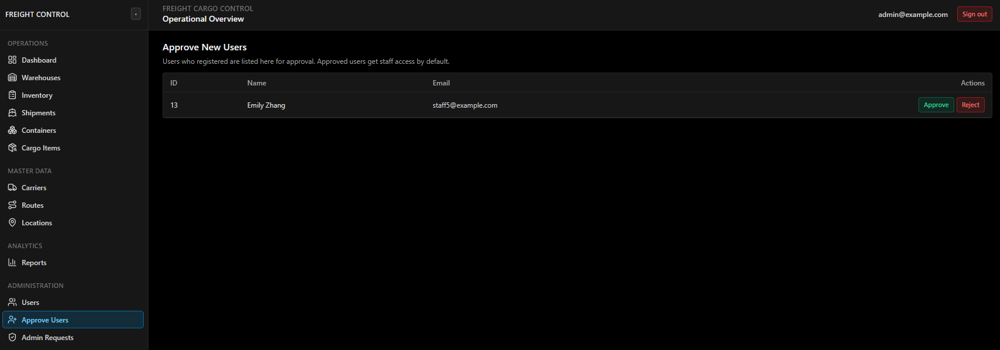 FREIGHT CONTROL
‹
OPERATIONS
Dashboard
Warehouses
Inventory
Shipments
Containers
Cargo Items
MASTER DATA
Carriers
Routes
Locations
ANALYTICS
Reports
ADMINISTRATION
Users
Approve Users
Admin Requests
FREIGHT CARGO CONTROL
Operational Overview
admin@example.com
Sign out
Approve New Users
Users who registered are listed here for approval. Approved users get staff access by default.
ID Name Email Actions
13 Emily Zhang staff5@example.com Approve Reject